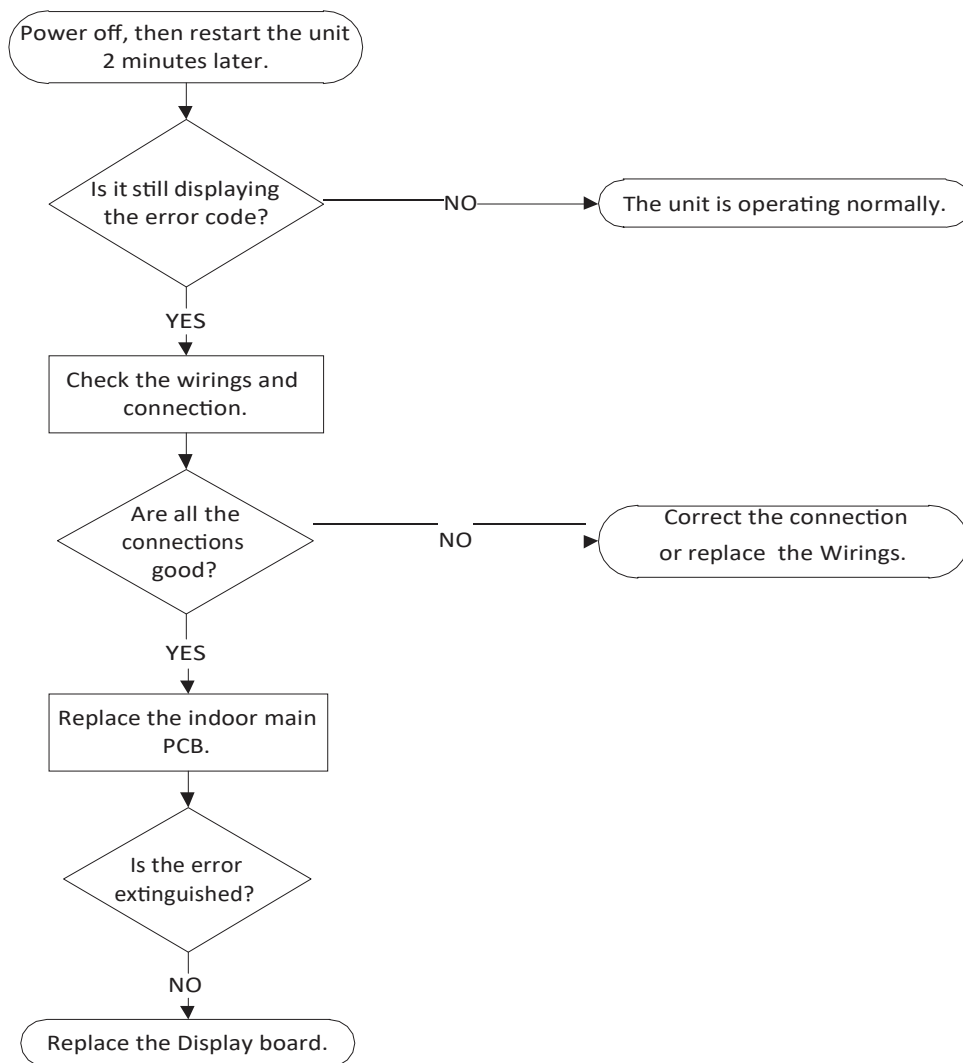 Power off, then restart the unit
2 minutes later.
Is it still displaying
the error code?
NO
The unit is operating normally.
YES
Check the wirings and
connection.
Are all the
connections
good?
NO
Correct the connection
or replace the Wirings.
YES
Replace the indoor main
PCB.
Is the error
extinguished?
NO
Replace the Display board.